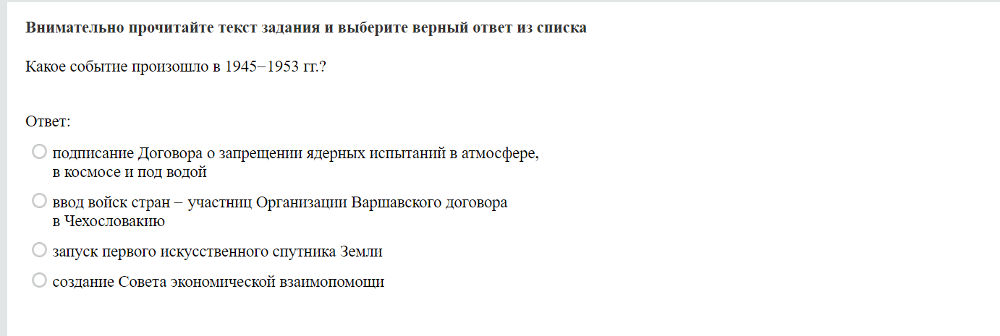 Внимательно прочитайте текст задания и выберите верный ответ из списка
Какое событие произошло в 1945–1953 гг.?
Ответ:
подписание Договора о запрещении ядерных испытаний в атмосфере,
в космосе и под водой
ввод войск стран – участниц Организации Варшавского договора
в Чехословакию
запуск первого искусственного спутника Земли
создание Совета экономической взаимопомощи